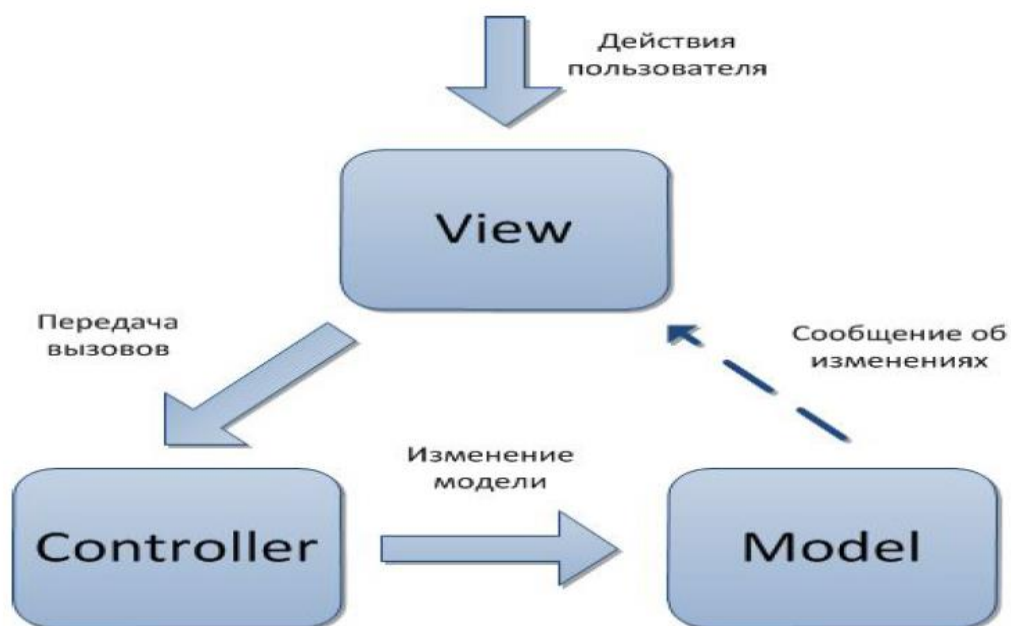 Действия
пользователя
View
Передача
вызовов
Сообщение об
изменениях
Изменение
модели
Controller
Model